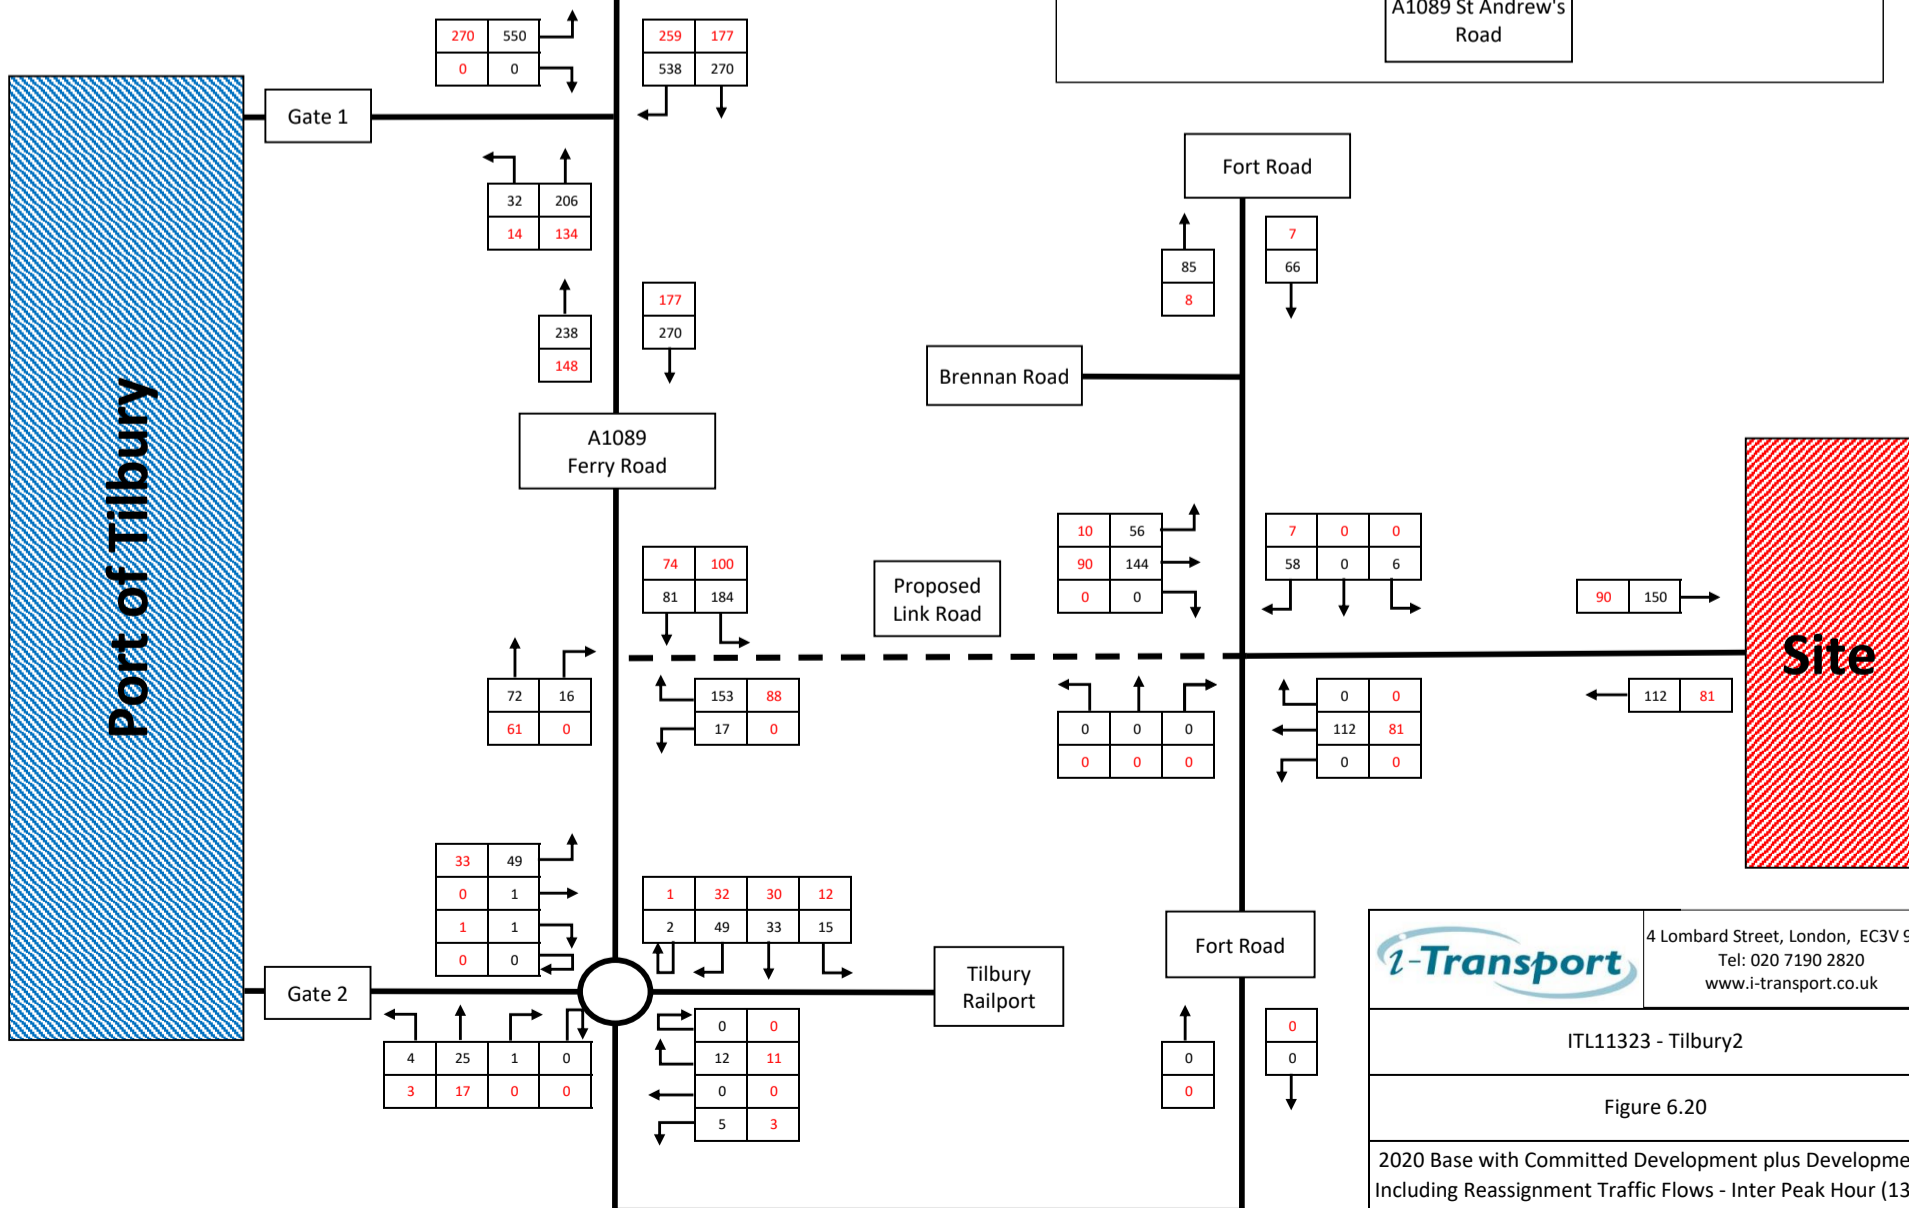 A1089 St Andrew's
Road
270 550
0 0
259 177
538 270
Gate 1
32 206
14 134
Fort Road
7
66
85
8
177
270
238
148
Brennan Road
A1089
Ferry Road
Port of Tilbury
10 56
90 144
0 0
7 0 0
58 0 6
74 100
81 184
Proposed
Link Road
90 150
Site
72 16
61 0
153 88
17 0
0 0 0
0 0 0
0 0
112 81
0 0
112 81
33 49
0 1
1 1
0 0
1 32 30 12
2 49 33 15
Gate 2
Tilbury
Railport
Fort Road
4 25 1 0
3 17 0 0
0 0
12 11
0 0
5 3
0
0
0
0
i-Transport
4 Lombard Street, London, EC3V 9
Tel: 020 7190 2820
www.i-transport.co.uk
ITL11323 - Tilbury2
Figure 6.20
2020 Base with Committed Development plus Developme
Including Reassignment Traffic Flows - Inter Peak Hour (13